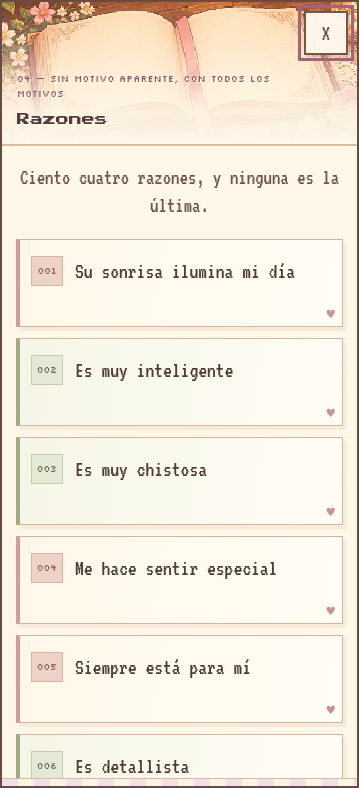 X
04 — SIN MOTIVO APARENTE, CON TODOS LOS
MOTIVOS
Razones
Ciento cuatro razones, y ninguna es la
última.
001
Su sonrisa ilumina mi día
002
Es muy inteligente
003
Es muy chistosa
004
Me hace sentir especial
005
Siempre está para mí
006
Es detallista